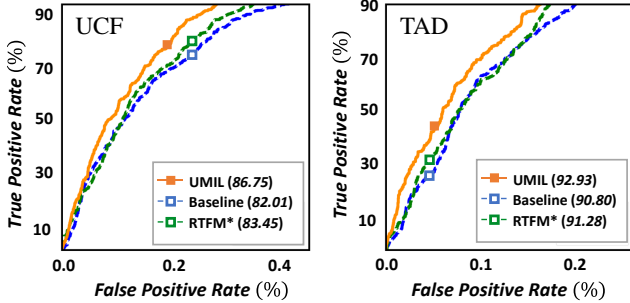 UCF
True Positive Rate (%)
90
70
50
30
10
UMIL (86.75)
Baseline (82.01)
RTFM* (83.45)
0.0
0.2
0.4
False Positive Rate (%)
TAD
True Positive Rate (%)
90
70
50
30
10
UMIL (92.93)
Baseline (90.80)
RTFM* (91.28)
0.0
0.1
0.2
False Positive Rate (%)